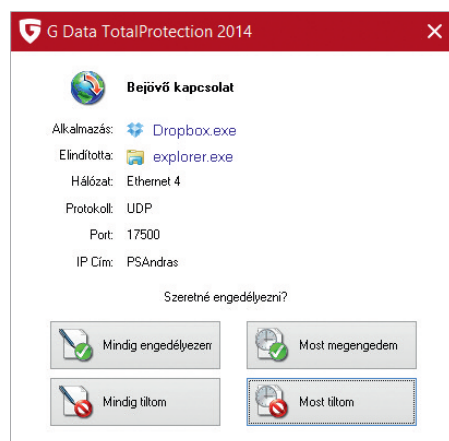 G Data TotalProtection 2014
Bejövő kapcsolat
Alkalmazás: Dropbox.exe
Elindította: explorer.exe
Hálózat: Ethernet 4
Protokoll: UDP
Port: 17500
IP Cím: PSAndras
Szeretné engedélyezni?
Mindig engedélyezem
Most megengedem
Mindig tiltom
Most tiltom